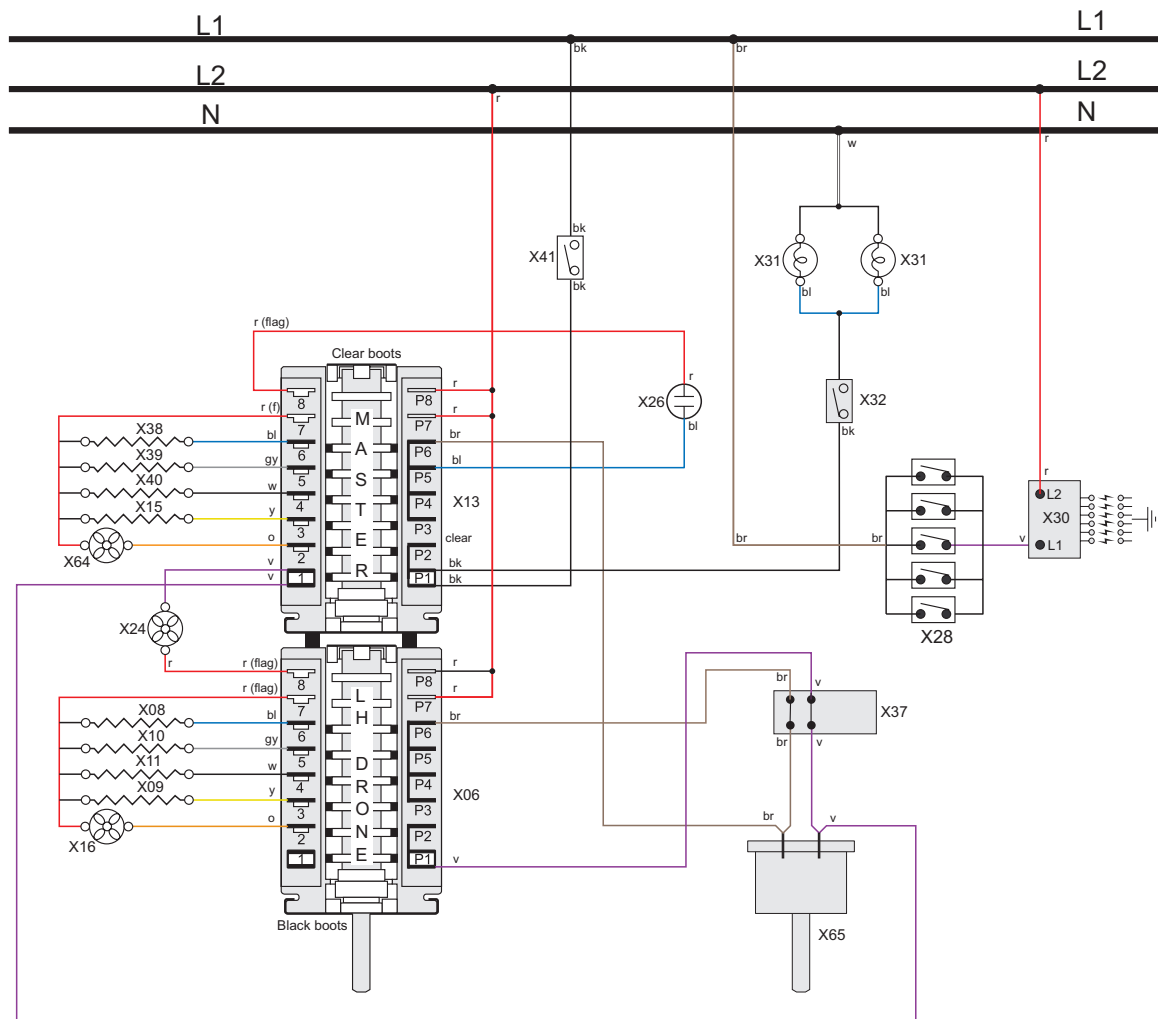 L1 L1
bk br
L2 L2
r
N N
w r
bk
X41
bk
X31 X31
bl bl
r (flag)
Clear boots
r
X26
bl
X32
bk
8 r P8
r (f) 7 r P7
X38 bl 6 br P6
X39 gy 5 bl P5
X40 w 4 P4 X13
X15 y 3 P3
X64 o 2 P2 clear
v 1 P1 bk
v bk
MASTER
r
L2
X30
L1
br br v
X28
X24
r r (flag) 8 r P8
r (flag) 7 r P7
X08 bl 6 br P6
X10 gy 5 P5
X11 w 4 P4 X06
X09 y 3 P3
X16 o 2 P2
1 P1 v
LH DRONE
Black boots
br v
X37
br v
br v
X65